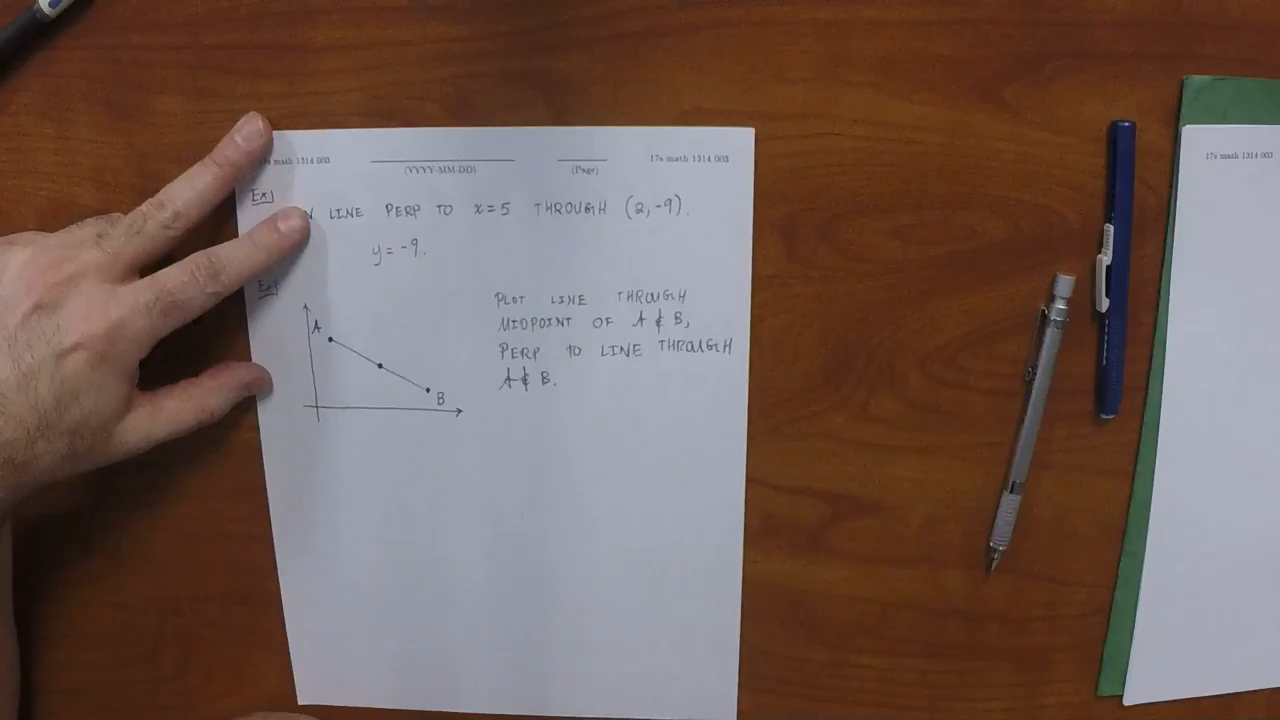 math 1314 003
17s math 1314 003
(YYYY-MM-DD)
(Page)
Ex]
LINE PERP TO x=5 THROUGH (2,-9).
y=-9.
Ex]
A
B
PLOT LINE THROUGH
MIDPOINT OF A & B,
PERP TO LINE THROUGH
A & B.
17s math 1314 003